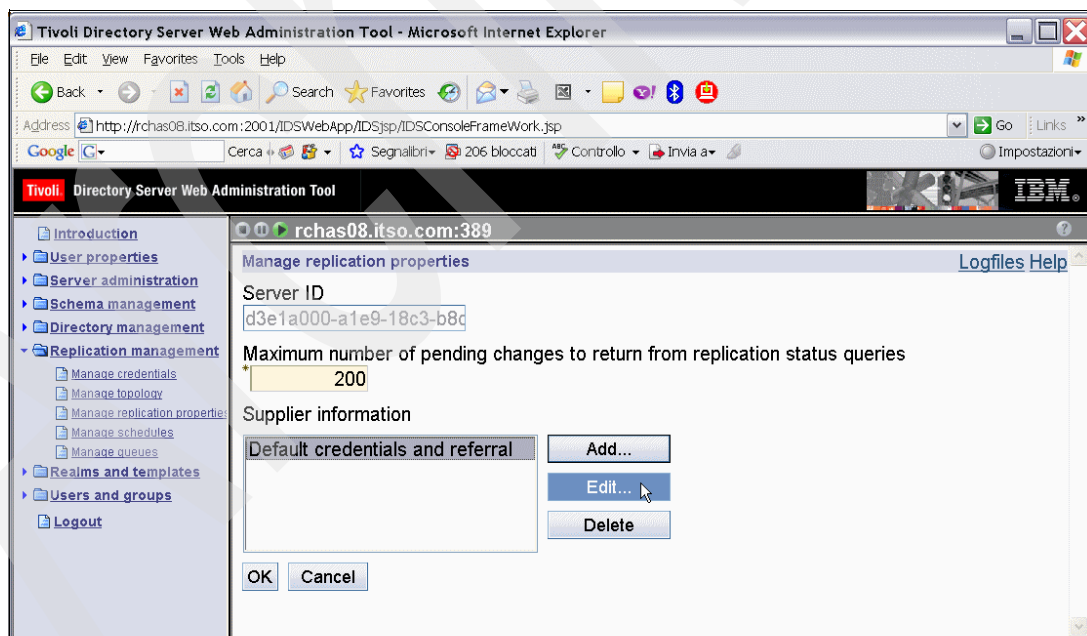 Tivoli Directory Server Web Administration Tool - Microsoft Internet Explorer
File Edit View Favorites Tools Help
Back Search Favorites
Address http://rchas08.itso.com:2001/IDSWebApp/IDSjsp/IDSConsoleFrameWork.jsp Go Links »
Google G Cerca Segnalibri 206 bloccati ABC Controllo Invia a Impostazioni
Tivoli. Directory Server Web Administration Tool IBM.
Introduction
User properties
Server administration
Schema management
Directory management
Replication management
Manage credentials
Manage topology
Manage replication properties
Manage schedules
Manage queues
Realms and templates
Users and groups
Logout
rchas08.itso.com:389 ?
Manage replication properties Logfiles Help
Server ID
d3e1a000-a1e9-18c3-b8c
Maximum number of pending changes to return from replication status queries
* 200
Supplier information
Default credentials and referral Add...
Edit...
Delete
OK Cancel